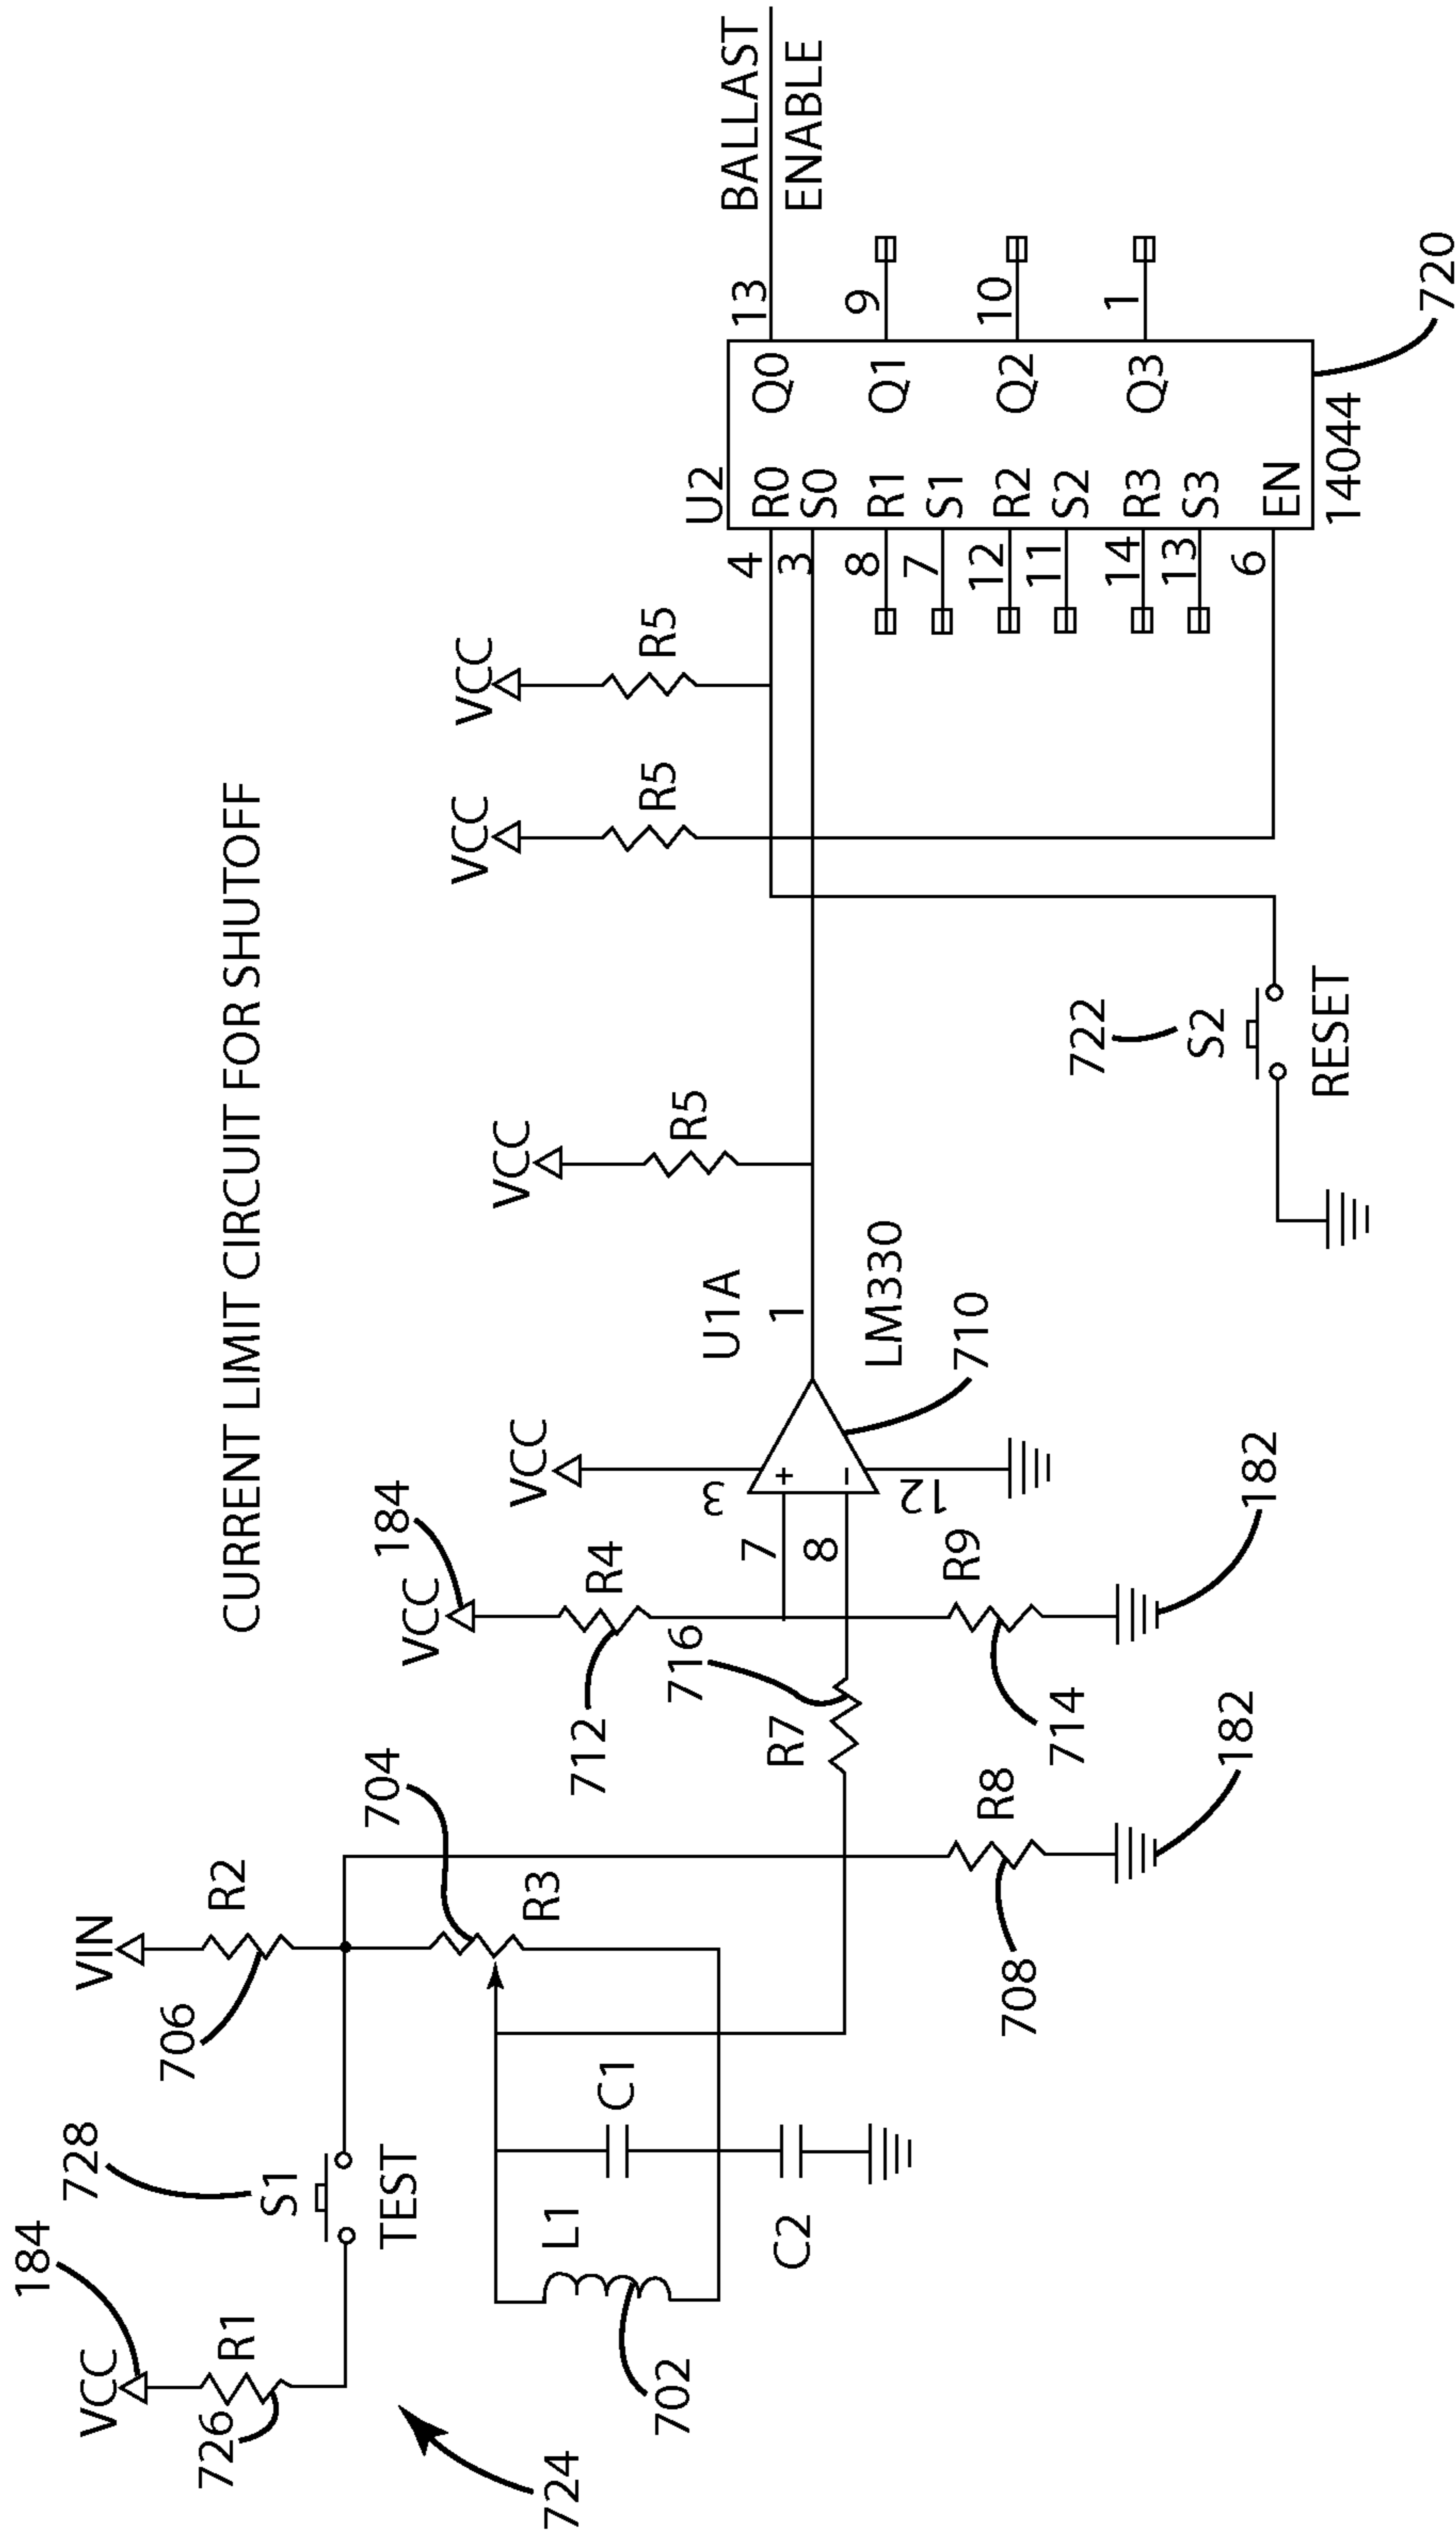 CURRENT LIMIT CIRCUIT FOR SHUTOFF
184
VCC
R1
726
724
728
S1
TEST
VIN
R2
706
704
R3
L1
C1
C2
702
R8
708
182
184
VCC
R4
712
716
R7
R9
714
182
VCC
3
7
+
8
-
12
U1A
1
LM330
710
VCC
R5
722
S2
RESET
VCC
R5
VCC
R5
U2
4 R0 Q0 13
3 S0
8 R1 Q1 9
7 S1
12 R2 Q2 10
11 S2
14 R3 Q3 1
13 S3
6 EN
14044
720
BALLAST
ENABLE